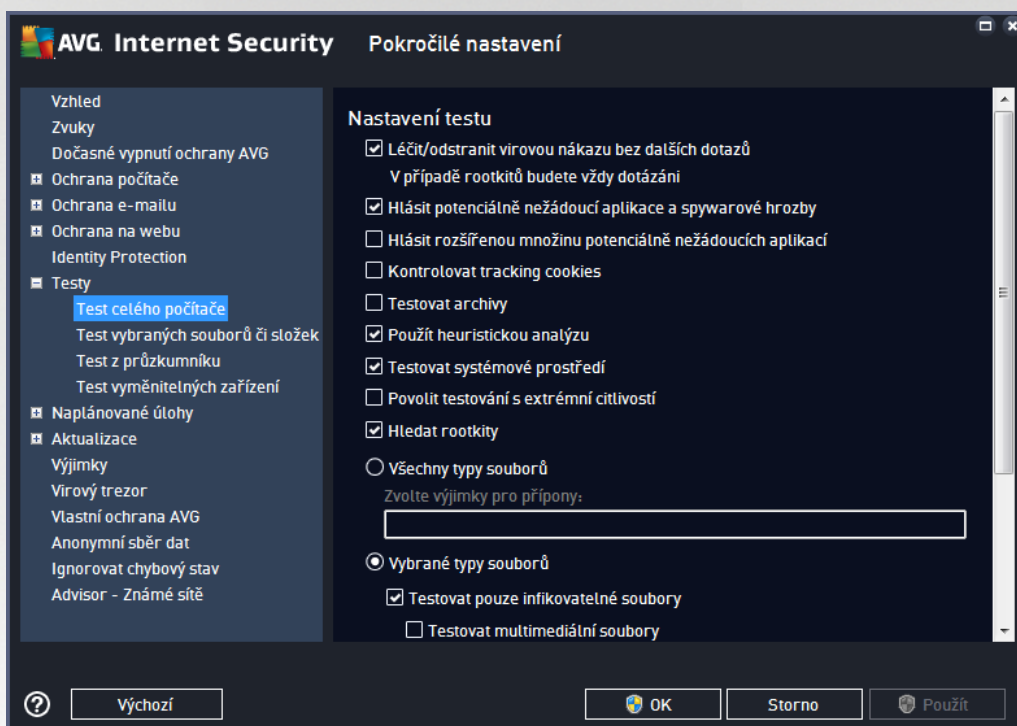 AVG. Internet Security Pokročilé nastavení
Vzhled
Zvuky
Dočasné vypnutí ochrany AVG
Ochrana počítače
Ochrana e-mailu
Ochrana na webu
Identity Protection
Testy
Test celého počítače
Test vybraných souborů či složek
Test z průzkumníku
Test vyměnitelných zařízení
Naplánované úlohy
Aktualizace
Výjimky
Virový trezor
Vlastní ochrana AVG
Anonymní sběr dat
Ignorovat chybový stav
Advisor - Známé sítě
Nastavení testu
Léčit/odstranit virovou nákazu bez dalších dotazů
V případě rootkitů budete vždy dotázáni
Hlásit potenciálně nežádoucí aplikace a spywarové hrozby
Hlásit rozšířenou množinu potenciálně nežádoucích aplikací
Kontrolovat tracking cookies
Testovat archivy
Použít heuristickou analýzu
Testovat systémové prostředí
Povolit testování s extrémní citlivostí
Hledat rootkity
Všechny typy souborů
Zvolte výjimky pro přípony:
Vybrané typy souborů
Testovat pouze infikovatelné soubory
Testovat multimediální soubory
? Výchozí OK Storno Použít